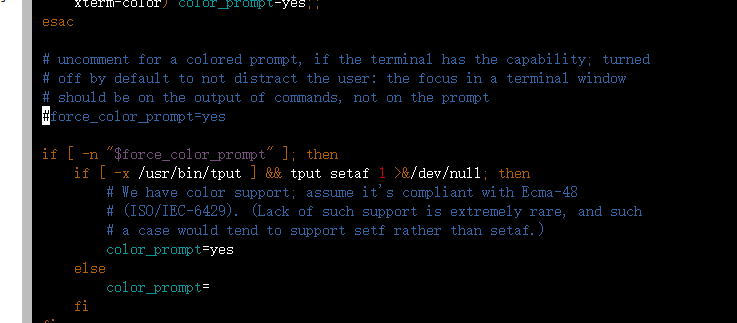 xterm-color) color_prompt=yes;;
esac
# uncomment for a colored prompt, if the terminal has the capability; turned
# off by default to not distract the user: the focus in a terminal window
# should be on the output of commands, not on the prompt
#force_color_prompt=yes
if [ -n "$force_color_prompt" ]; then
if [ -x /usr/bin/tput ] && tput setaf 1 >&/dev/null; then
# We have color support; assume it's compliant with Ecma-48
# (ISO/IEC-6429). (Lack of such support is extremely rare, and such
# a case would tend to support setf rather than setaf.)
color_prompt=yes
else
color_prompt=
fi
fi